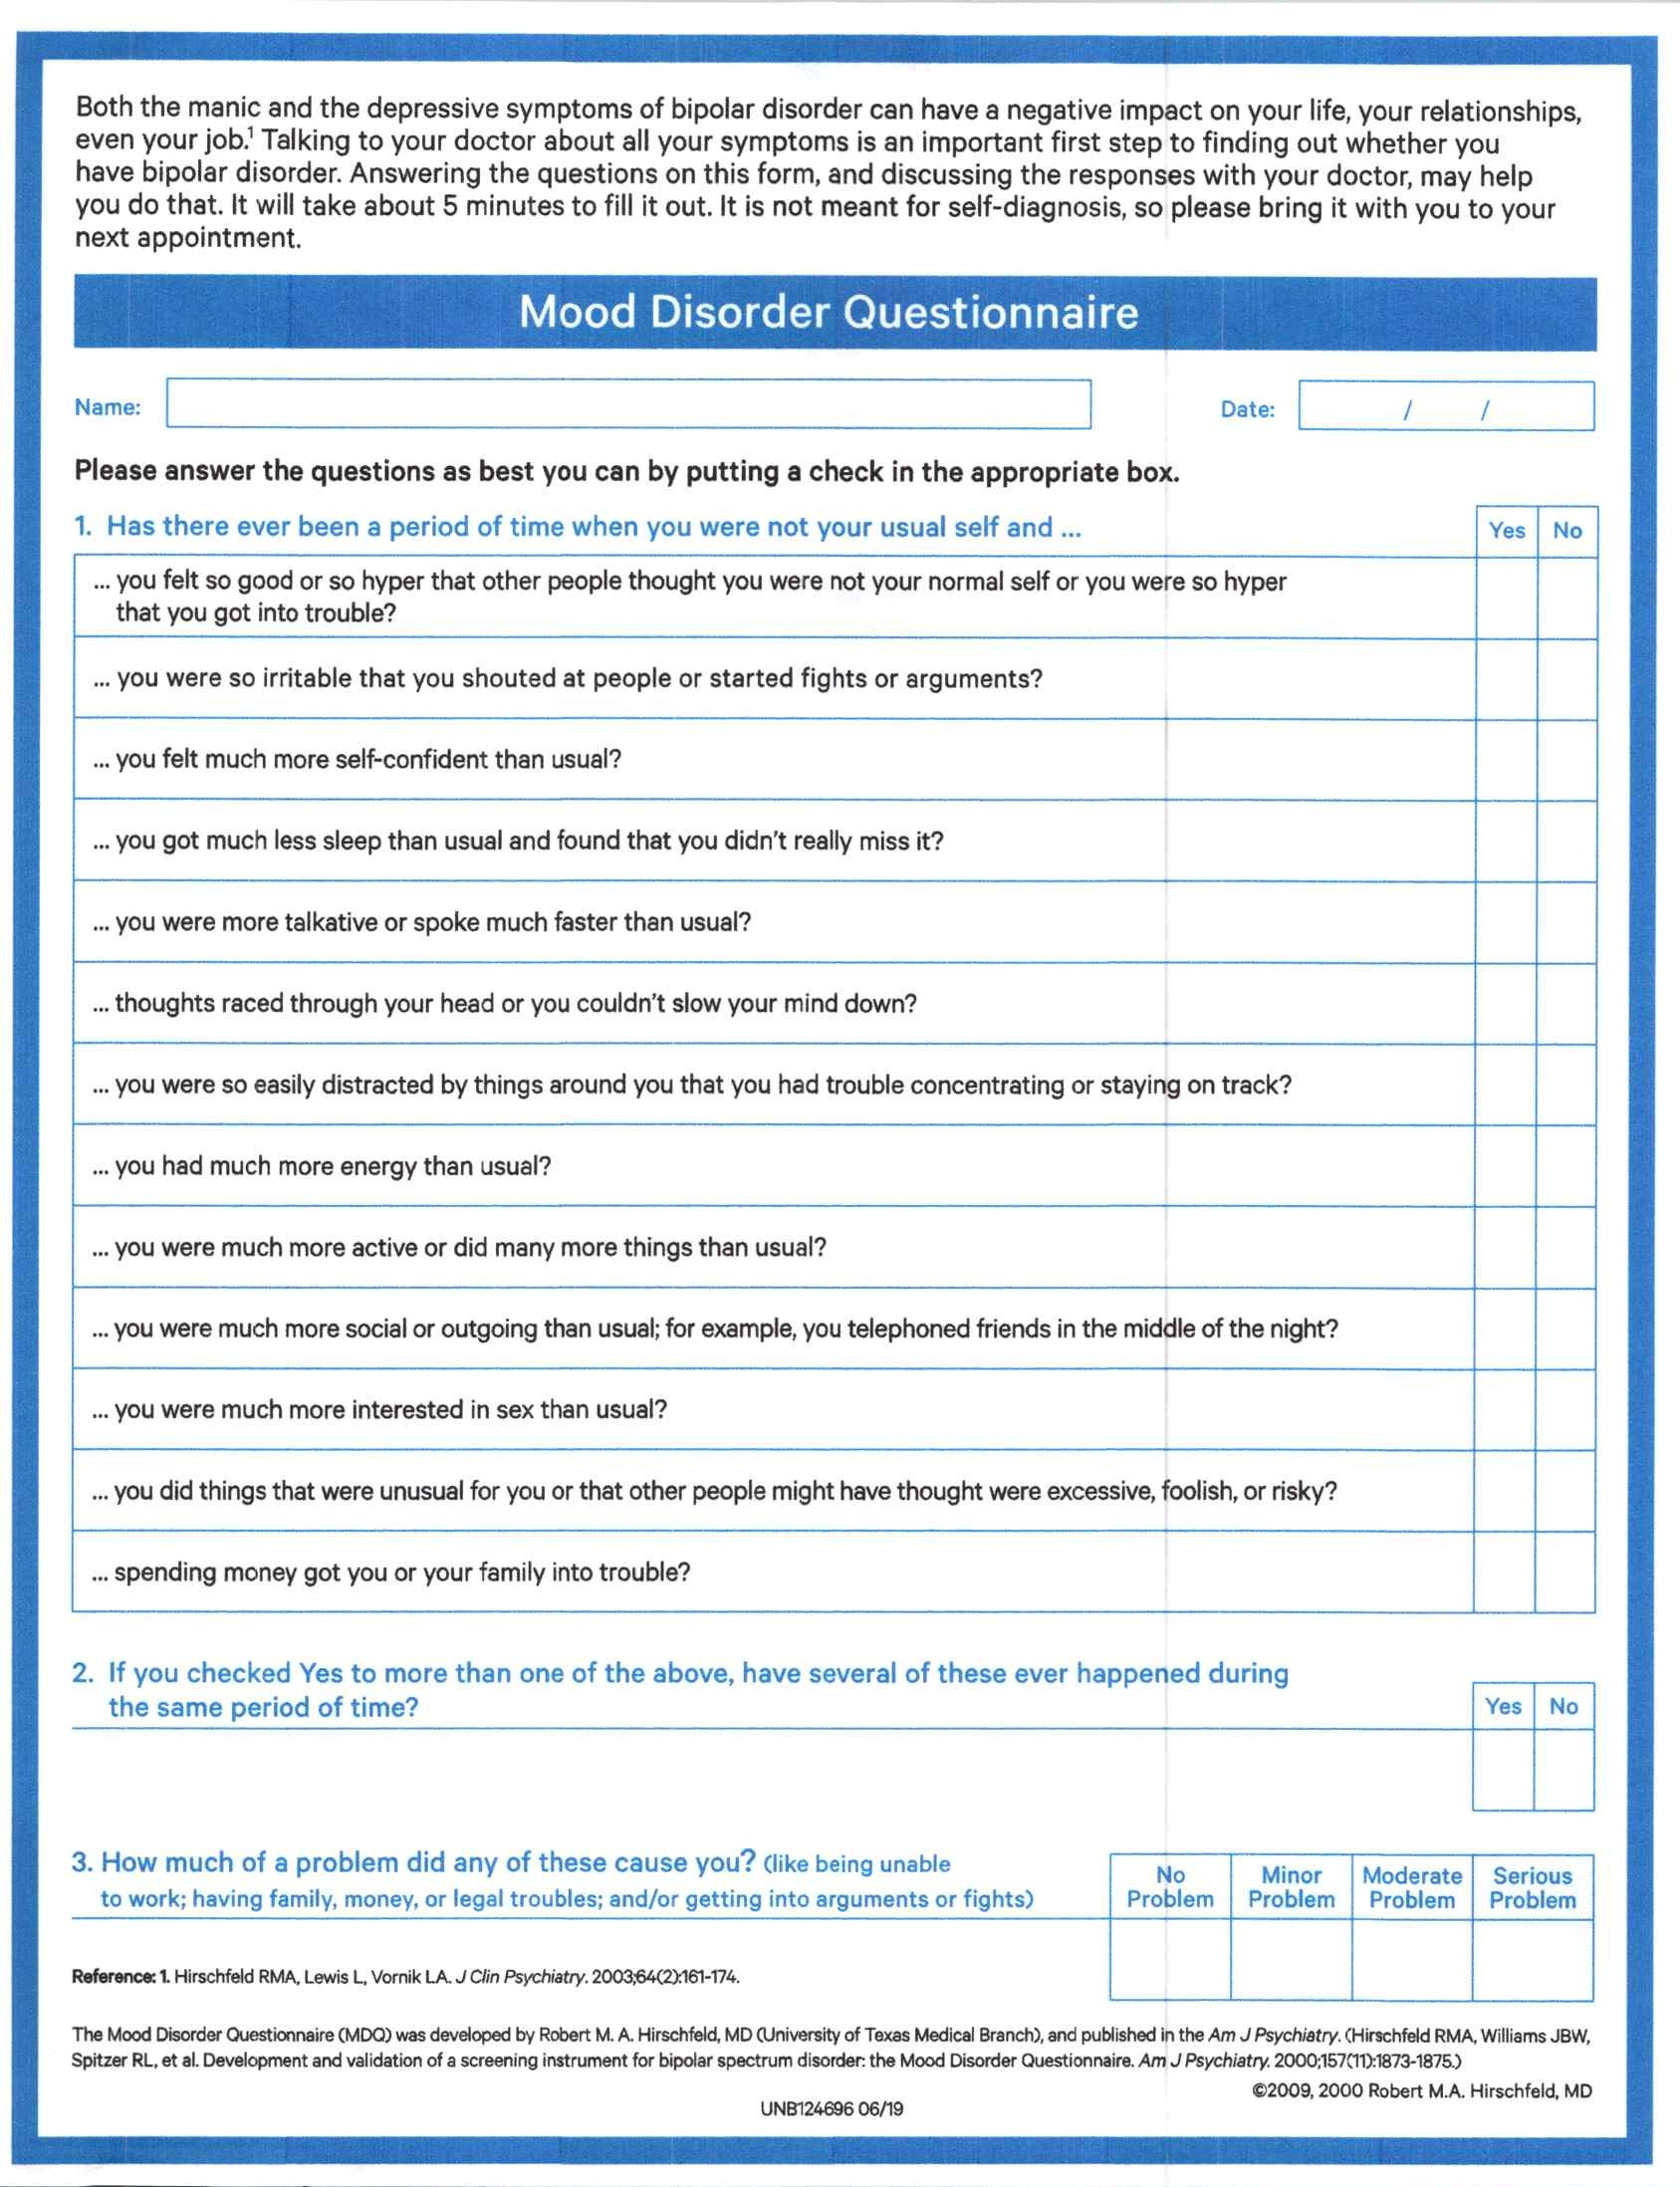 Both the manic and the depressive symptoms of bipolar disorder can have a negative impact on your life, your relationships,
even your job.¹ Talking to your doctor about all your symptoms is an important first step to finding out whether you
have bipolar disorder. Answering the questions on this form, and discussing the responses with your doctor, may help
you do that. It will take about 5 minutes to fill it out. It is not meant for self-diagnosis, so please bring it with you to your
next appointment.
Mood Disorder Questionnaire
Name:
Date: / /
Please answer the questions as best you can by putting a check in the appropriate box.
1. Has there ever been a period of time when you were not your usual self and ... Yes No
... you felt so good or so hyper that other people thought you were not your normal self or you were so hyper
that you got into trouble?
... you were so irritable that you shouted at people or started fights or arguments?
... you felt much more self-confident than usual?
... you got much less sleep than usual and found that you didn't really miss it?
... you were more talkative or spoke much faster than usual?
... thoughts raced through your head or you couldn't slow your mind down?
... you were so easily distracted by things around you that you had trouble concentrating or staying on track?
... you had much more energy than usual?
... you were much more active or did many more things than usual?
... you were much more social or outgoing than usual; for example, you telephoned friends in the middle of the night?
... you were much more interested in sex than usual?
... you did things that were unusual for you or that other people might have thought were excessive, foolish, or risky?
... spending money got you or your family into trouble?
2. If you checked Yes to more than one of the above, have several of these ever happened during
the same period of time? Yes No
3. How much of a problem did any of these cause you? (like being unable
to work; having family, money, or legal troubles; and/or getting into arguments or fights)
No Problem
Minor Problem
Moderate Problem
Serious Problem
Reference: 1. Hirschfeld RMA, Lewis L, Vornik LA. J Clin Psychiatry. 2003;64(2):161-174.
The Mood Disorder Questionnaire (MDQ) was developed by Robert M. A. Hirschfeld, MD (University of Texas Medical Branch), and published in the Am J Psychiatry. (Hirschfeld RMA, Williams JBW,
Spitzer RL, et al. Development and validation of a screening instrument for bipolar spectrum disorder: the Mood Disorder Questionnaire. Am J Psychiatry. 2000;157(11):1873-1875.)
©2009, 2000 Robert M.A. Hirschfeld, MD
UNB124696 06/19